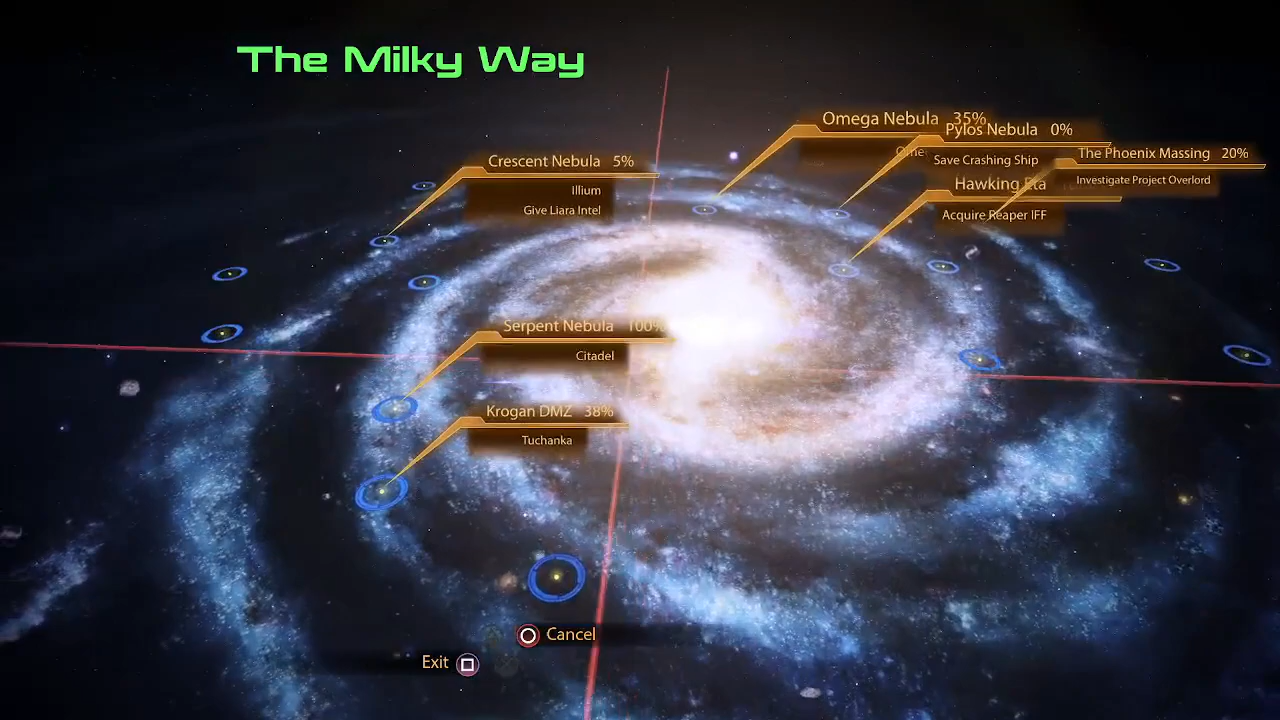 The Milky Way
Omega Nebula 35%
Pylos Nebula 0%
Save Crashing Ship
The Phoenix Massing 20%
Investigate Project Overlord
Crescent Nebula 5%
Illium
Give Liara Intel
Hawking Eta
Acquire Reaper IFF
Serpent Nebula 100%
Citadel
Krogan DMZ 38%
Tuchanka
Cancel
Exit